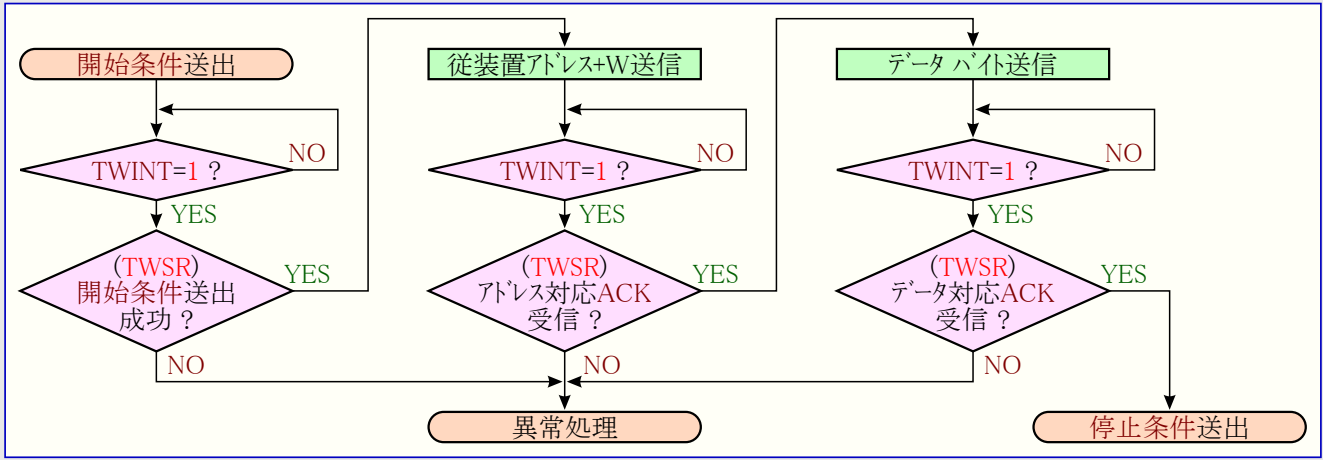 開始条件送出
TWINT=1 ?
NO
YES
(TWSR)
開始条件送出
成功 ?
YES
NO
従装置アドレス+W送信
TWINT=1 ?
NO
YES
(TWSR)
アドレス対応ACK
受信 ?
YES
NO
データ バイト送信
TWINT=1 ?
NO
YES
(TWSR)
データ対応ACK
受信 ?
YES
NO
異常処理
停止条件送出